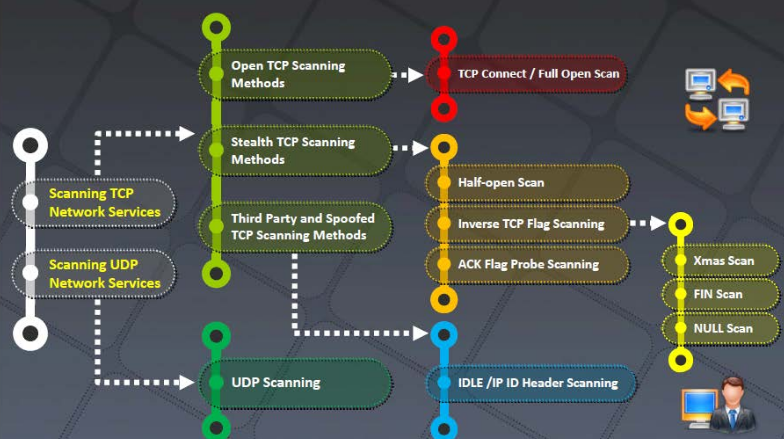 Scanning TCP
Network Services
Scanning UDP
Network Services
Open TCP Scanning
Methods
Stealth TCP Scanning
Methods
Third Party and Spoofed
TCP Scanning Methods
UDP Scanning
TCP Connect / Full Open Scan
Half-open Scan
Inverse TCP Flag Scanning
ACK Flag Probe Scanning
IDLE /IP ID Header Scanning
Xmas Scan
FIN Scan
NULL Scan